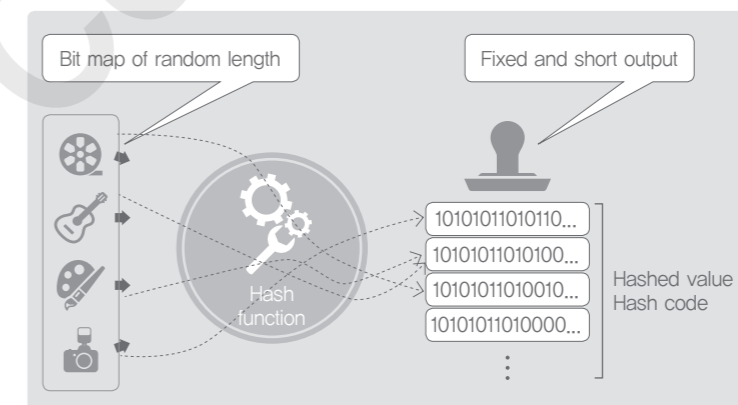 Bit map of random length
Fixed and short output
Hash
function
10101011010110...
10101011010100...
10101011010010...
10101011010000...
Hashed value
Hash code